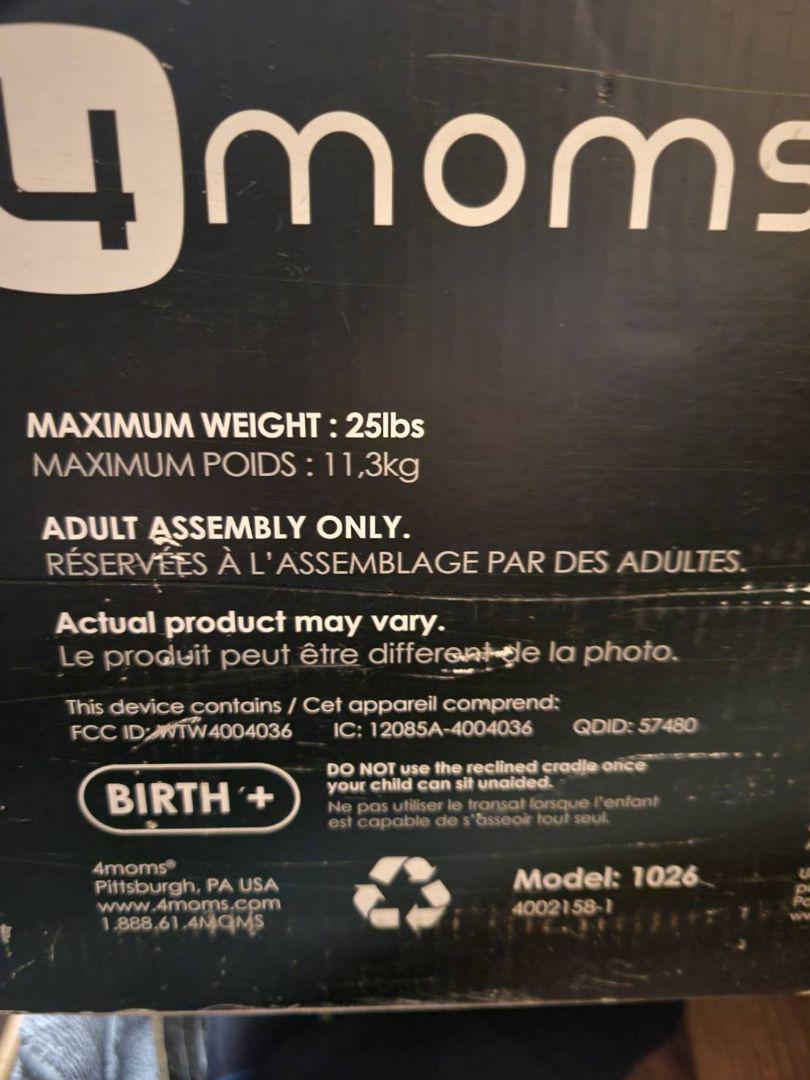 4moms
MAXIMUM WEIGHT : 25lbs
MAXIMUM POIDS : 11,3kg
ADULT ASSEMBLY ONLY.
RÉSERVÉES À L'ASSEMBLAGE PAR DES ADULTES.
Actual product may vary.
Le produit peut être different de la photo.
This device contains / Cet appareil comprend:
FCC ID: WTW4004036 IC: 12085A-4004036 QDID: 57480
BIRTH +
DO NOT use the reclined cradle once
your child can sit unaided.
Ne pas utiliser le transat lorsque l'enfant
est capable de s'asseoir tout seul.
4moms®
Pittsburgh, PA USA
www.4moms.com
1.888.61.4MOMS
Model: 1026
4002158-1